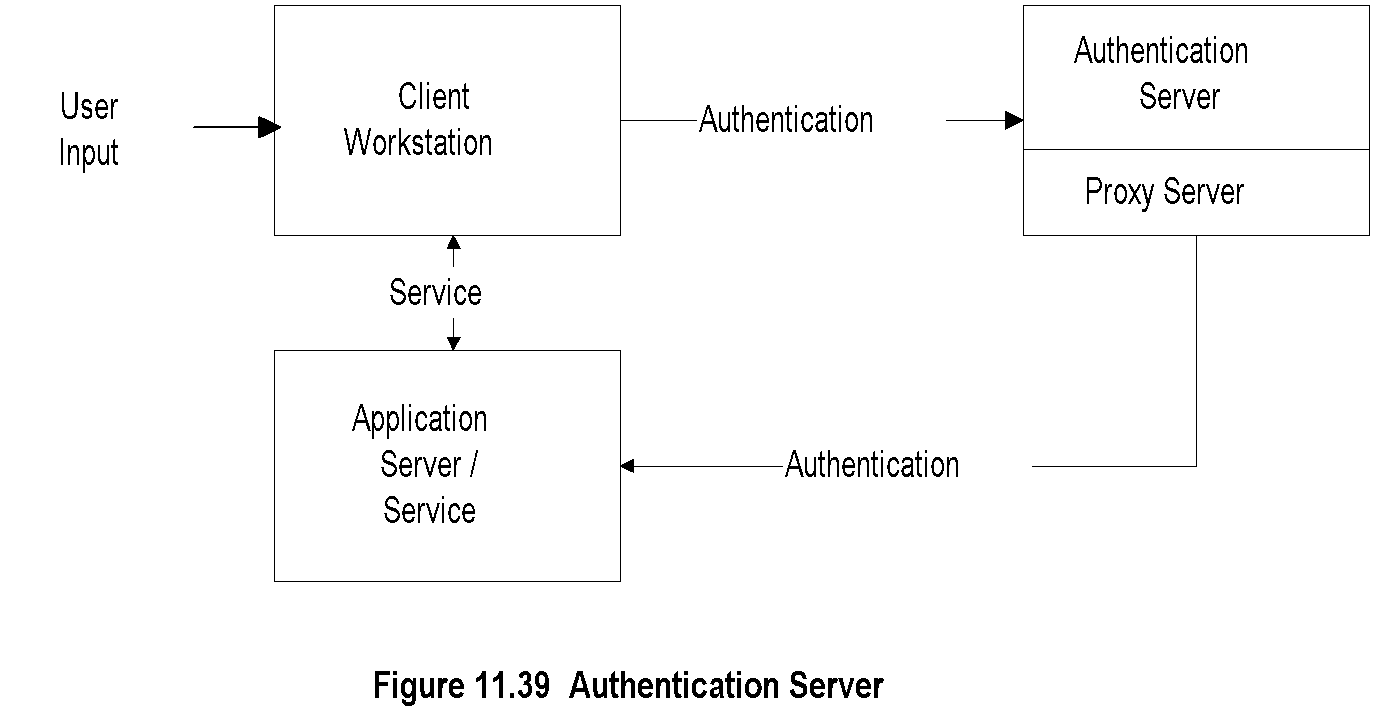 User
Input
Client
Workstation
Authentication
Authentication
Server
Proxy Server
Service
Application
Server /
Service
Authentication
Figure 11.39 Authentication Server